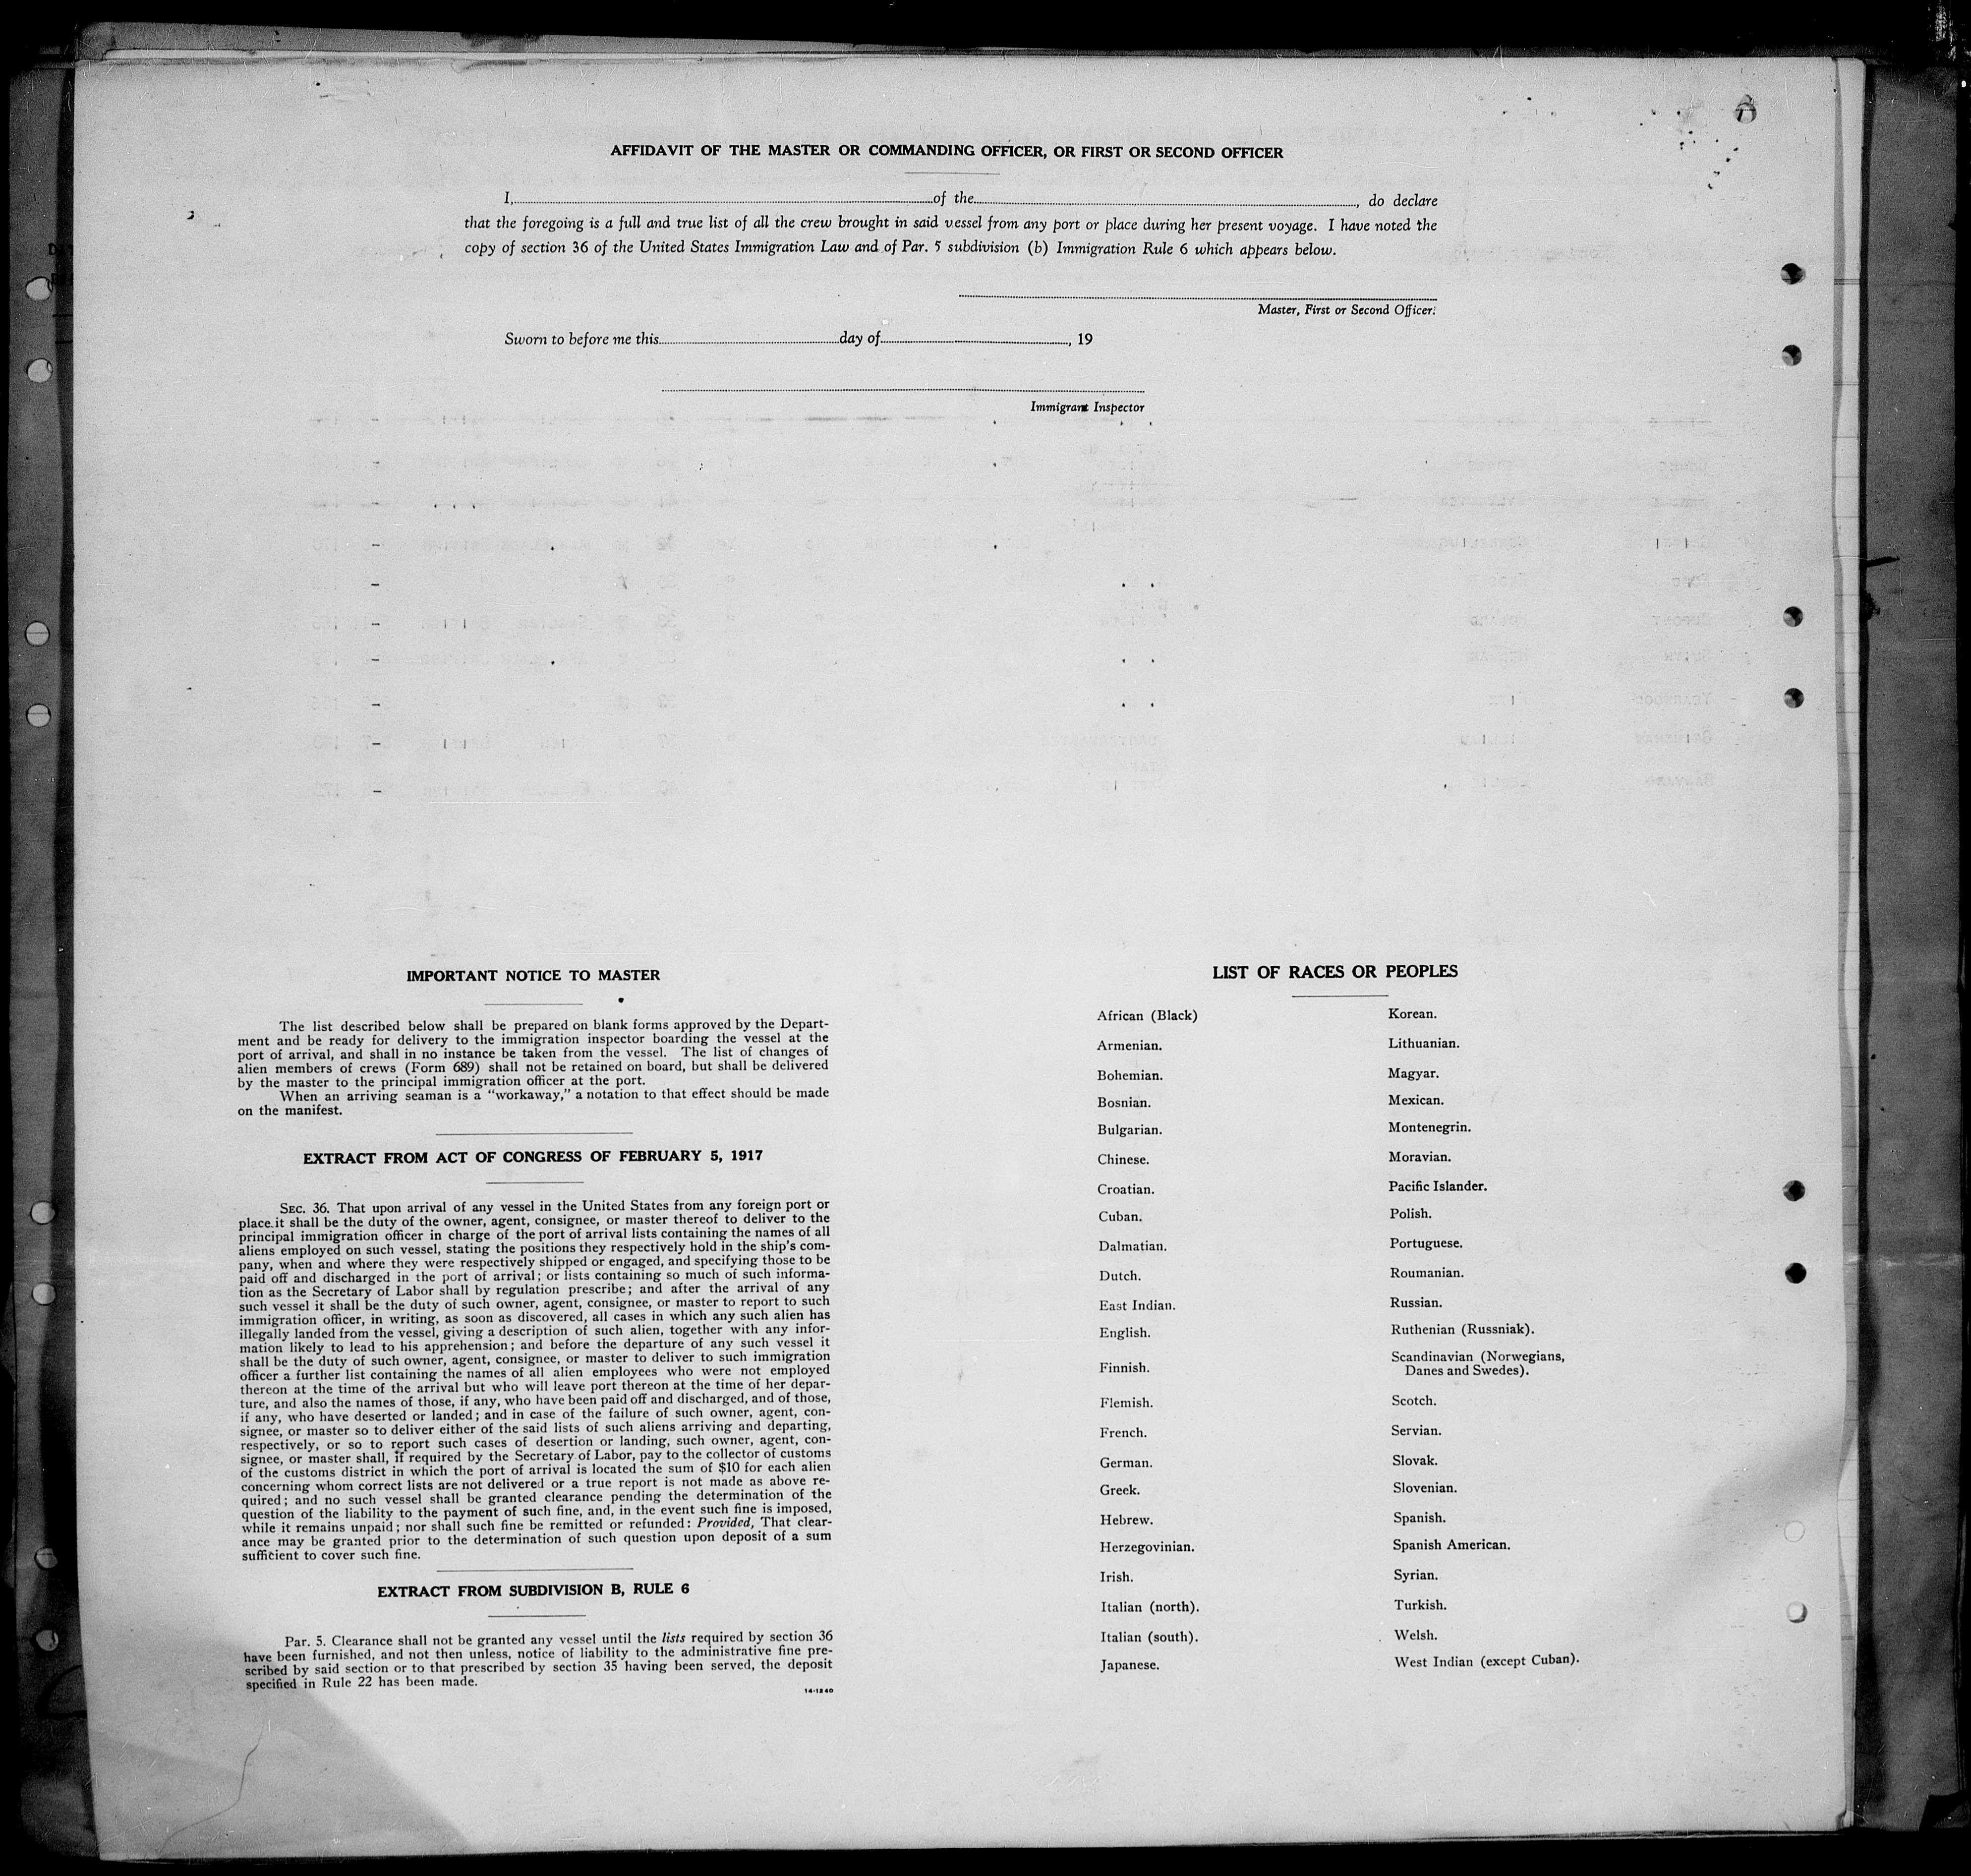 AFFIDAVIT OF THE MASTER OR COMMANDING OFFICER, OR FIRST OR SECOND OFFICER
I, of the , do declare
that the foregoing is a full and true list of all the crew brought in said vessel from any port or place during her present voyage. I have noted the
copy of section 36 of the United States Immigration Law and of Par. 5 subdivision (b) Immigration Rule 6 which appears below.
Master, First or Second Officer.
Sworn to before me this day of , 19
Immigrant Inspector
IMPORTANT NOTICE TO MASTER
The list described below shall be prepared on blank forms approved by the Depart-
ment and be ready for delivery to the immigration inspector boarding the vessel at the
port of arrival, and shall in no instance be taken from the vessel. The list of changes of
alien members of crews (Form 689) shall not be retained on board, but shall be delivered
by the master to the principal immigration officer at the port.
When an arriving seaman is a "workaway," a notation to that effect should be made
on the manifest.
EXTRACT FROM ACT OF CONGRESS OF FEBRUARY 5, 1917
SEC. 36. That upon arrival of any vessel in the United States from any foreign port or
place it shall be the duty of the owner, agent, consignee, or master thereof to deliver to the
principal immigration officer in charge of the port of arrival lists containing the names of all
aliens employed on such vessel, stating the positions they respectively hold in the ship's com-
pany, when and where they were respectively shipped or engaged, and specifying those to be
paid off and discharged in the port of arrival; or lists containing so much of such informa-
tion as the Secretary of Labor shall by regulation prescribe; and after the arrival of any
such vessel it shall be the duty of such owner, agent, consignee, or master to report to such
immigration officer, in writing, as soon as discovered, all cases in which any such alien has
illegally landed from the vessel, giving a description of such alien, together with any infor-
mation likely to lead to his apprehension; and before the departure of any such vessel it
shall be the duty of such owner, agent, consignee, or master to deliver to such immigration
officer a further list containing the names of all alien employees who were not employed
thereon at the time of the arrival but who will leave port thereon at the time of her depar-
ture, and also the names of those, if any, who have been paid off and discharged, and of those,
if any, who have deserted or landed; and in case of the failure of such owner, agent, con-
signee, or master so to deliver either of the said lists of such aliens arriving and departing,
respectively, or so to report such cases of desertion or landing, such owner, agent, con-
signee, or master shall, if required by the Secretary of Labor, pay to the collector of customs
of the customs district in which the port of arrival is located the sum of $10 for each alien
concerning whom correct lists are not delivered or a true report is not made as above re-
quired; and no such vessel shall be granted clearance pending the determination of the
question of the liability to the payment of such fine, and, in the event such fine is imposed,
while it remains unpaid; nor shall such fine be remitted or refunded: Provided, That clear-
ance may be granted prior to the determination of such question upon deposit of a sum
sufficient to cover such fine.
EXTRACT FROM SUBDIVISION B, RULE 6
Par. 5. Clearance shall not be granted any vessel until the lists required by section 36
have been furnished, and not then unless, notice of liability to the administrative fine pre-
scribed by said section or to that prescribed by section 35 having been served, the deposit
specified in Rule 22 has been made.
14-1240
LIST OF RACES OR PEOPLES
African (Black)
Armenian.
Bohemian.
Bosnian.
Bulgarian.
Chinese.
Croatian.
Cuban.
Dalmatian.
Dutch.
East Indian.
English.
Finnish.
Flemish.
French.
German.
Greek.
Hebrew.
Herzegovinian.
Irish.
Italian (north).
Italian (south).
Japanese.
Korean.
Lithuanian.
Magyar.
Mexican.
Montenegrin.
Moravian.
Pacific Islander.
Polish.
Portuguese.
Roumanian.
Russian.
Ruthenian (Russniak).
Scandinavian (Norwegians,
Danes and Swedes).
Scotch.
Servian.
Slovak.
Slovenian.
Spanish.
Spanish American.
Syrian.
Turkish.
Welsh.
West Indian (except Cuban).